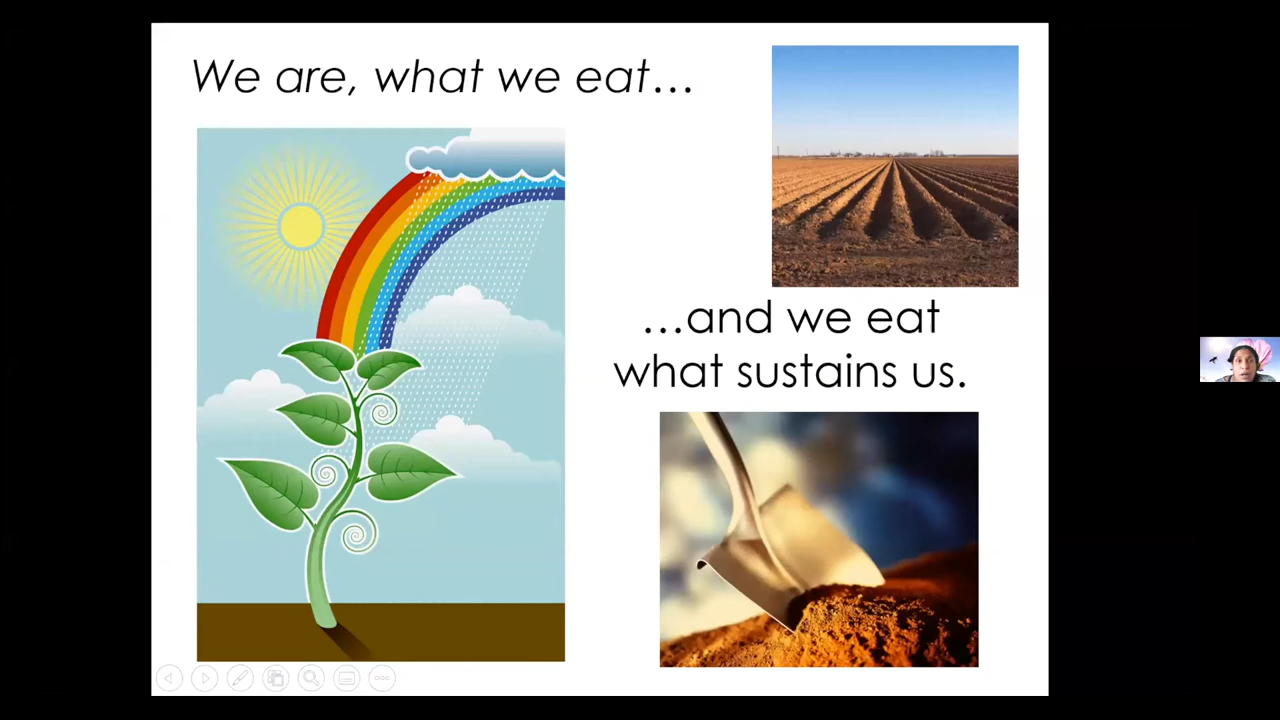 We are, what we eat…
…and we eat
what sustains us.